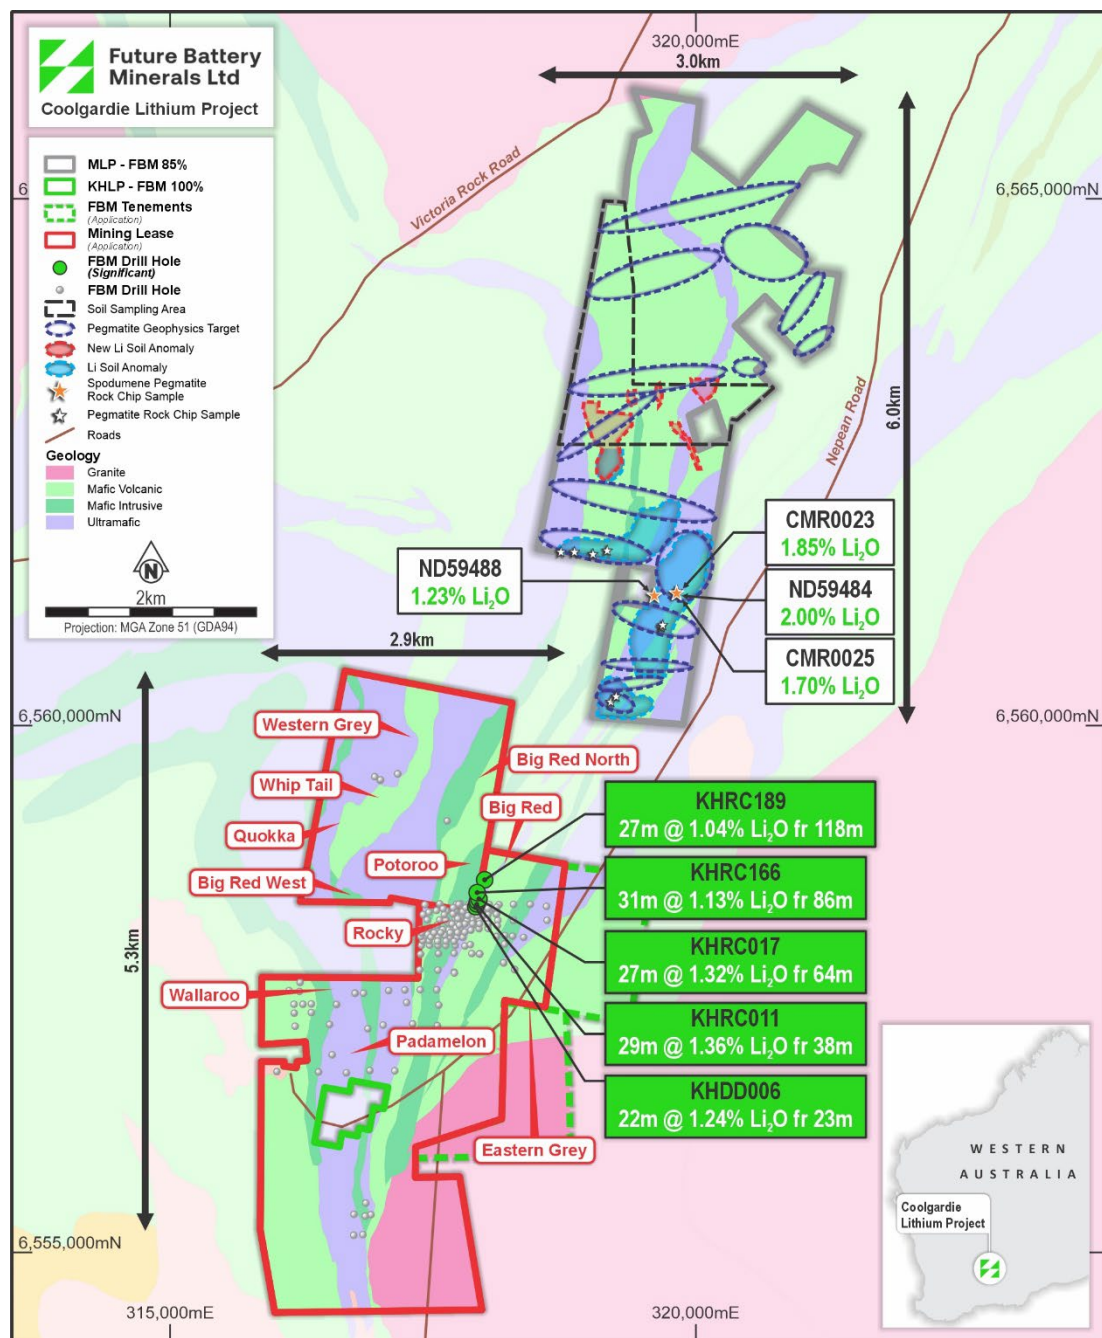 Future Battery
Minerals Ltd
Coolgardie Lithium Project
MLP - FBM 85%
KHLP - FBM 100%
FBM Tenements
(Application)
Mining Lease
(Application)
FBM Drill Hole
(Significant)
FBM Drill Hole
Soil Sampling Area
Pegmatite Geophysics Target
New Li Soil Anomaly
Li Soil Anomaly
Spodumene Pegmatite
Rock Chip Sample
Pegmatite Rock Chip Sample
Roads
Geology
Granite
Mafic Volcanic
Mafic Intrusive
Ultramafic
N
2km
Projection: MGA Zone 51 (GDA94)
320,000mE
3.0km
Victoria Rock Road
6,565,000mN
6.0km
Nepean Road
CMR0023
1.85% Li₂O
ND59488
1.23% Li₂O
ND59484
2.00% Li₂O
CMR0025
1.70% Li₂O
2.9km
6,560,000mN
6,560,000mN
Western Grey
Big Red North
Whip Tail
Big Red
Quokka
Potoroo
Big Red West
Rocky
5.3km
Wallaroo
Padamelon
Eastern Grey
KHRC189
27m @ 1.04% Li₂O fr 118m
KHRC166
31m @ 1.13% Li₂O fr 86m
KHRC017
27m @ 1.32% Li₂O fr 64m
KHRC011
29m @ 1.36% Li₂O fr 38m
KHDD006
22m @ 1.24% Li₂O fr 23m
WESTERN
AUSTRALIA
Coolgardie
Lithium Project
6,555,000mN
315,000mE
320,000mE